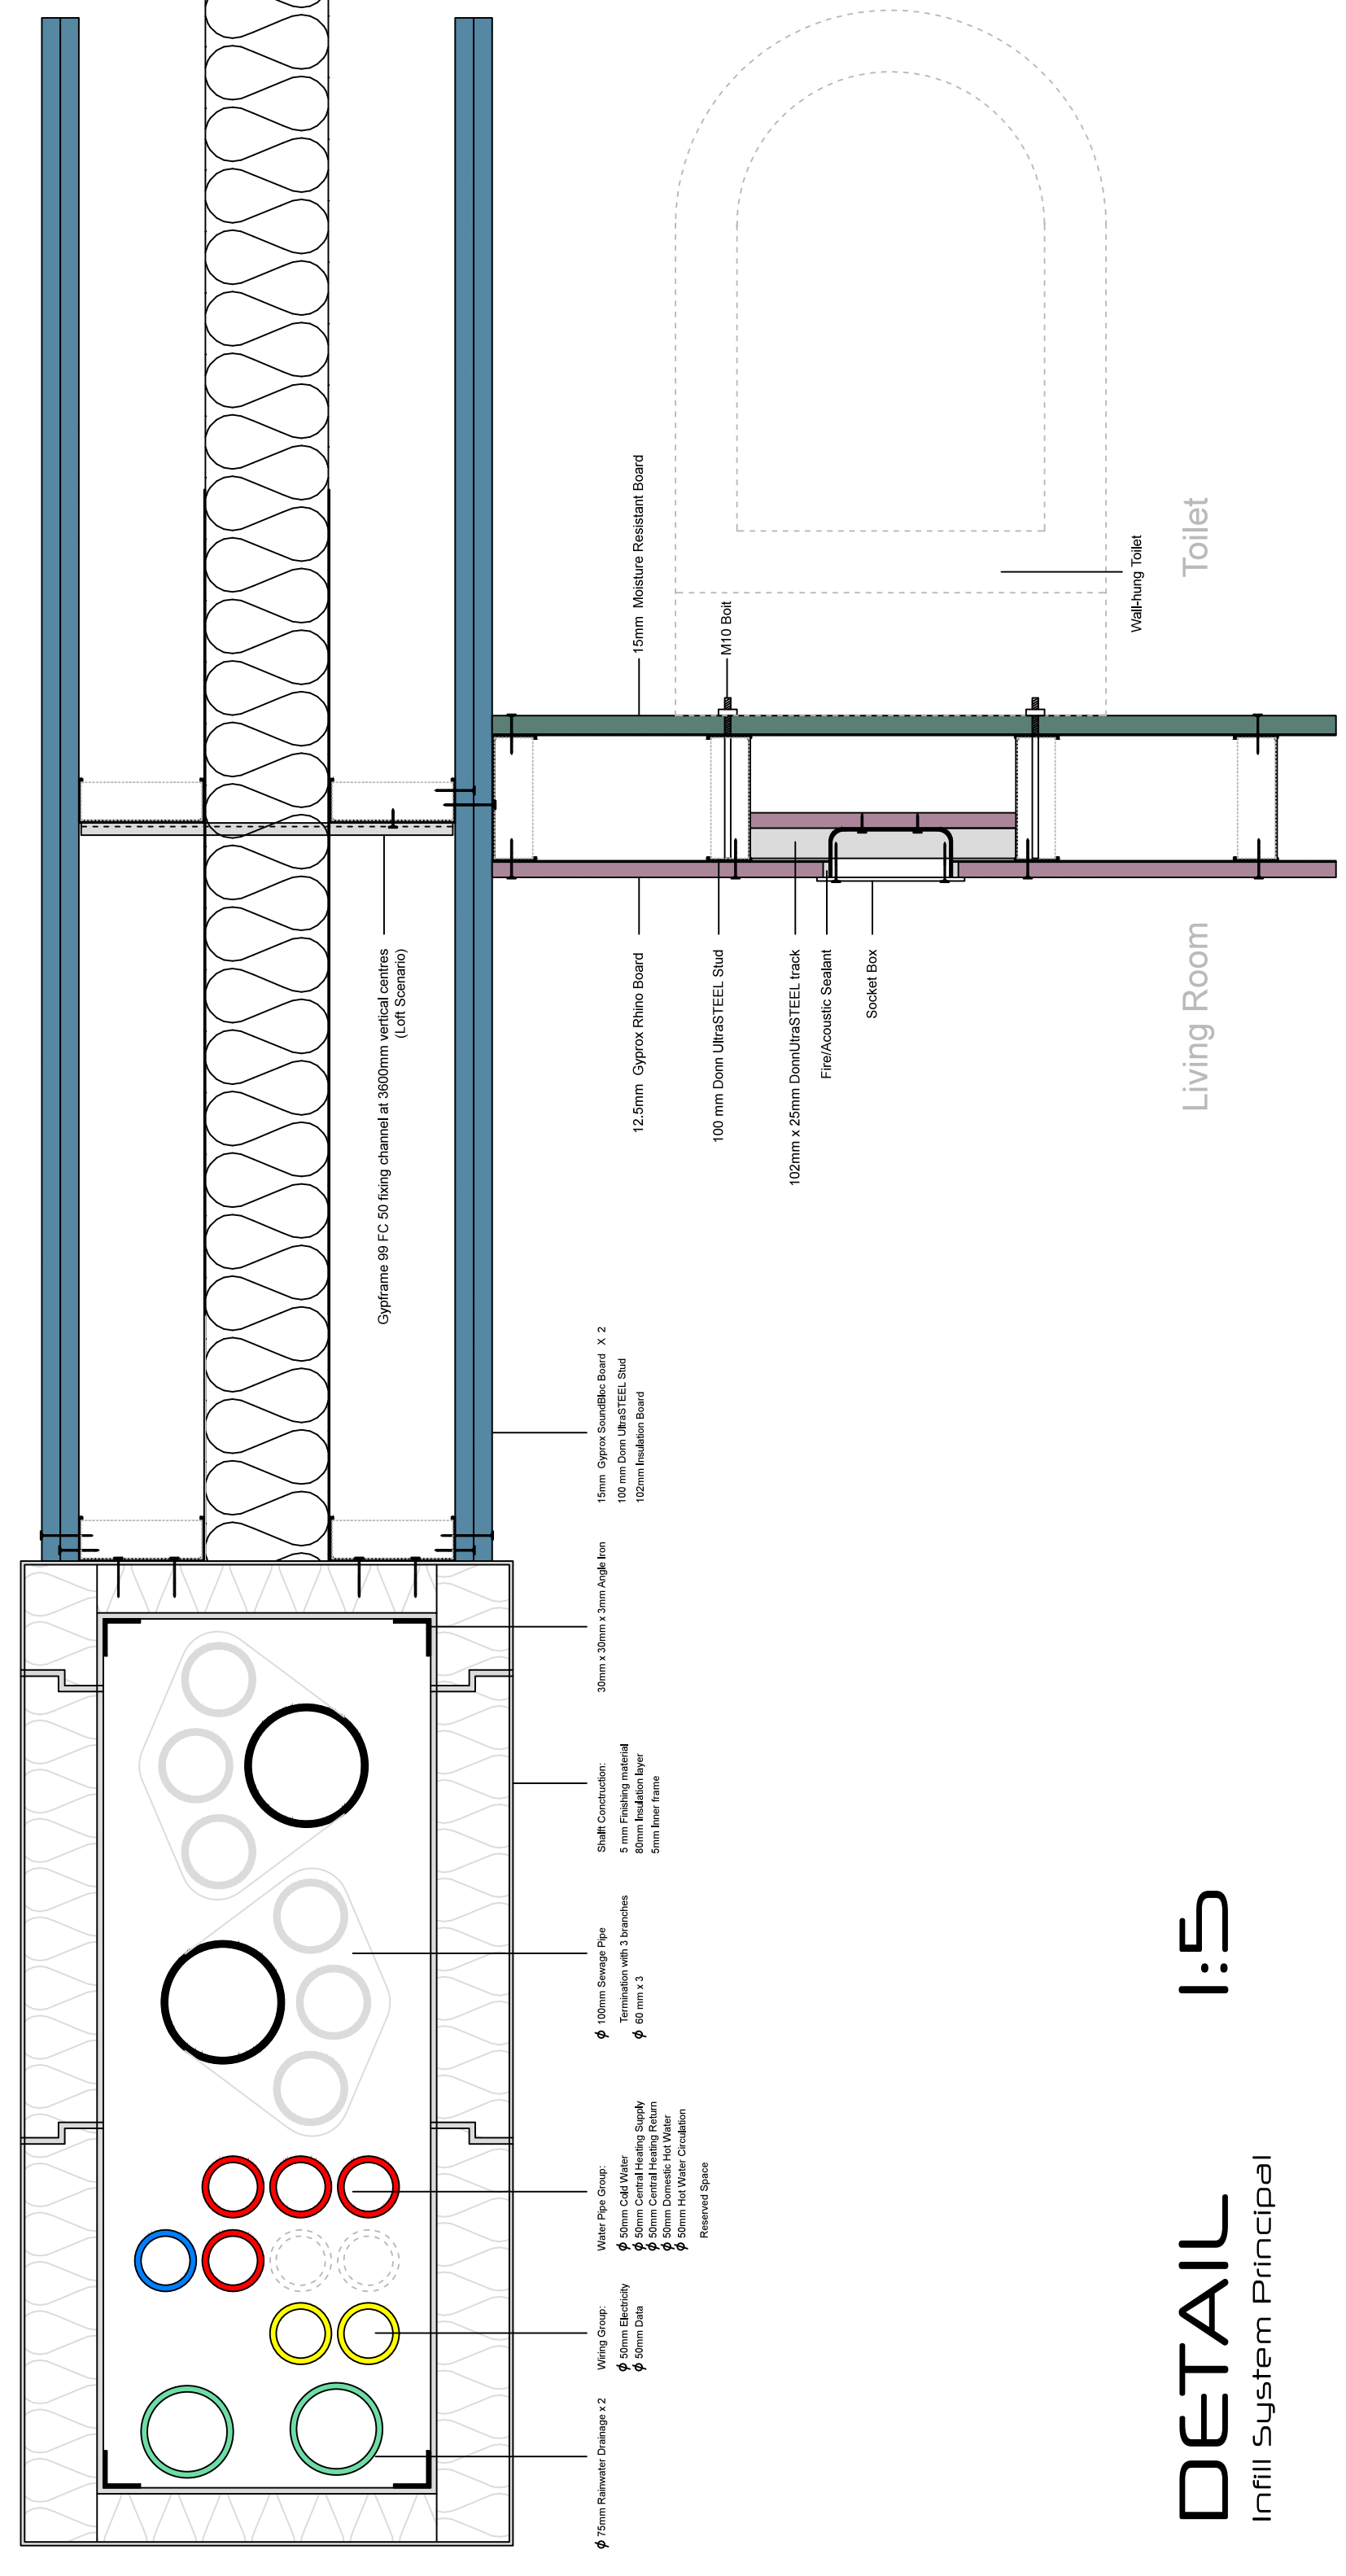 Φ 75mm Rainwater Drainage x 2
Wiring Group:
Φ 50mm Electricity
Φ 50mm Data
Water Pipe Group:
Φ 50mm Cold Water
Φ 50mm Central Heating Supply
Φ 50mm Central Heating Return
Φ 50mm Domestic Hot Water
Φ 50mm Hot Water Circulation
Reserved Space
Φ 100mm Sewage Pipe
Termination with 3 branches
Φ 60 mm x 3
Shalft Conctruction:
5 mm Finishing material
80mm Insulation layer
5mm Inner frame
30mm x 30mm x 3mm Angle Iron
15mm Gyprox SoundBloc Board X 2
100 mm Donn UltraSTEEL Stud
102mm Insulation Board
Gypframe 99 FC 50 fixing channel at 3600mm vertical centres
(Loft Scenario)
12.5mm Gyprox Rhino Board
100 mm Donn UltraSTEEL Stud
102mm x 25mm DonnUtraSTEEL track
Fire/Acoustic Sealant
Socket Box
15mm Moisture Resistant Board
M10 Boit
Wall-hung Toilet
Living Room
Toilet
DETAIL 1:5
Infill System Principal